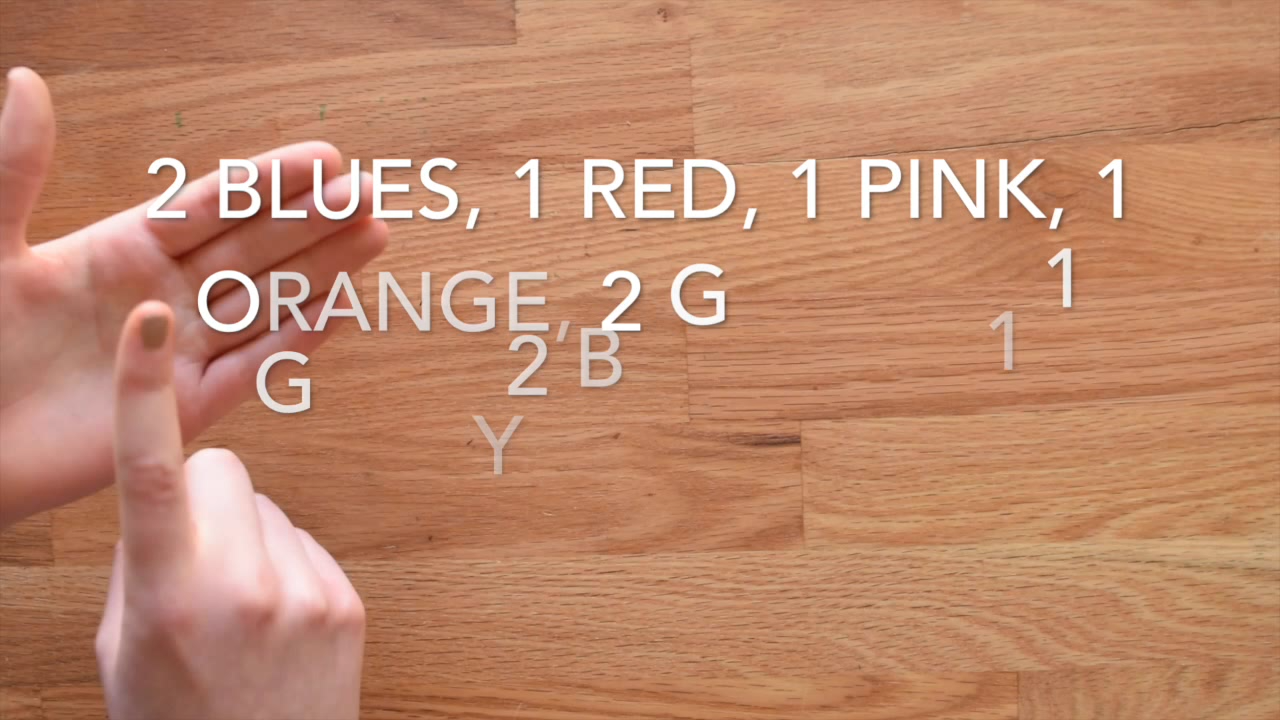 2 BLUES, 1 RED, 1 PINK, 1
ORANGE, 2 G 1
G 2 B 1
Y